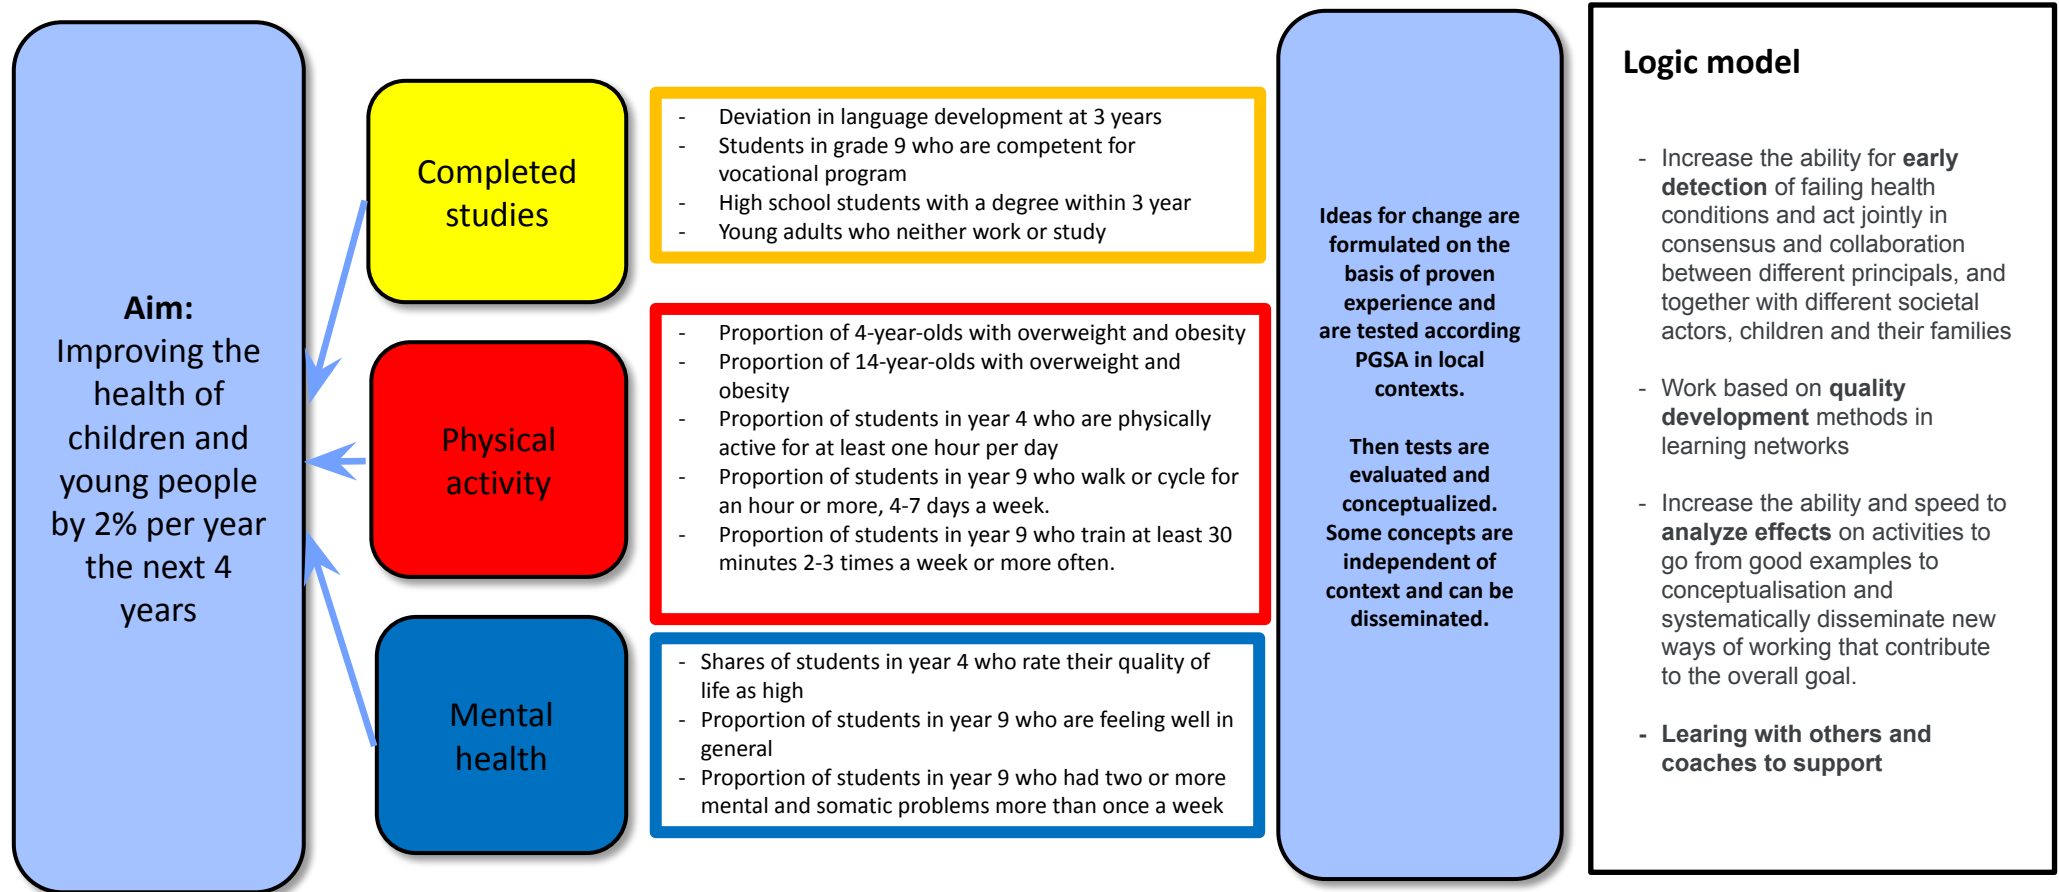 Aim:
Improving the
health of
children and
young people
by 2% per year
the next 4
years
Completed
studies
- Deviation in language development at 3 years
- Students in grade 9 who are competent for
vocational program
- High school students with a degree within 3 year
- Young adults who neither work or study
Physical
activity
- Proportion of 4-year-olds with overweight and obesity
- Proportion of 14-year-olds with overweight and
obesity
- Proportion of students in year 4 who are physically
active for at least one hour per day
- Proportion of students in year 9 who walk or cycle for
an hour or more, 4-7 days a week.
- Proportion of students in year 9 who train at least 30
minutes 2-3 times a week or more often.
Mental
health
- Shares of students in year 4 who rate their quality of
life as high
- Proportion of students in year 9 who are feeling well in
general
- Proportion of students in year 9 who had two or more
mental and somatic problems more than once a week
Ideas for change are
formulated on the
basis of proven
experience and
are tested according
PGSA in local
contexts.
Then tests are
evaluated and
conceptualized.
Some concepts are
independent of
context and can be
disseminated.
Logic model
- Increase the ability for early
detection of failing health
conditions and act jointly in
consensus and collaboration
between different principals, and
together with different societal
actors, children and their families
- Work based on quality
development methods in
learning networks
- Increase the ability and speed to
analyze effects on activities to
go from good examples to
conceptualisation and
systematically disseminate new
ways of working that contribute
to the overall goal.
- Learing with others and
coaches to support